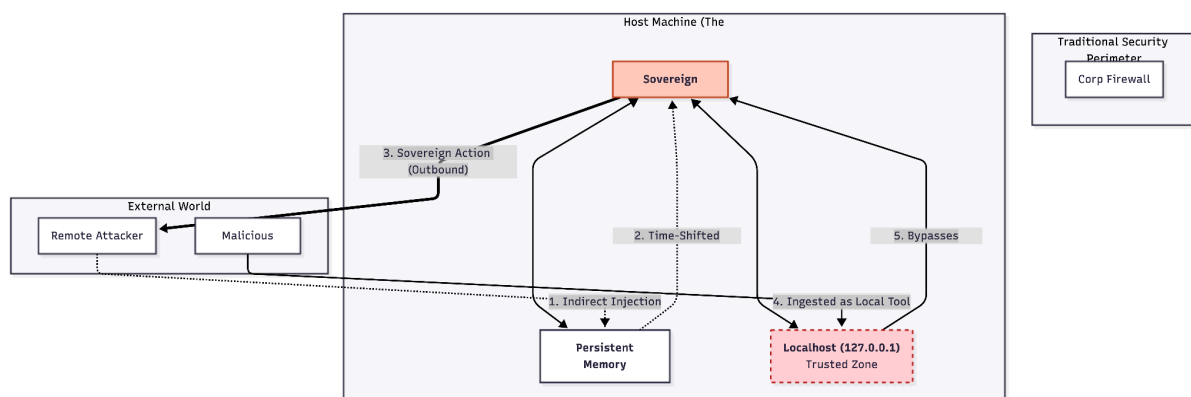 Host Machine (The
Traditional Security
Perimeter
Corp Firewall
Sovereign
3. Sovereign Action
(Outbound)
External World
Remote Attacker
Malicious
2. Time-Shifted
5. Bypasses
1. Indirect Injection
4. Ingested as Local Tool
Persistent
Memory
Localhost (127.0.0.1)
Trusted Zone